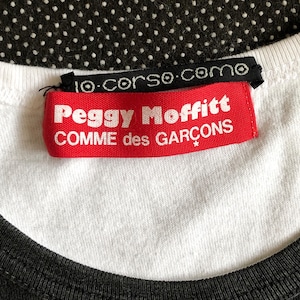 10·corso·como
Peggy Moffitt
COMME des GARÇONS